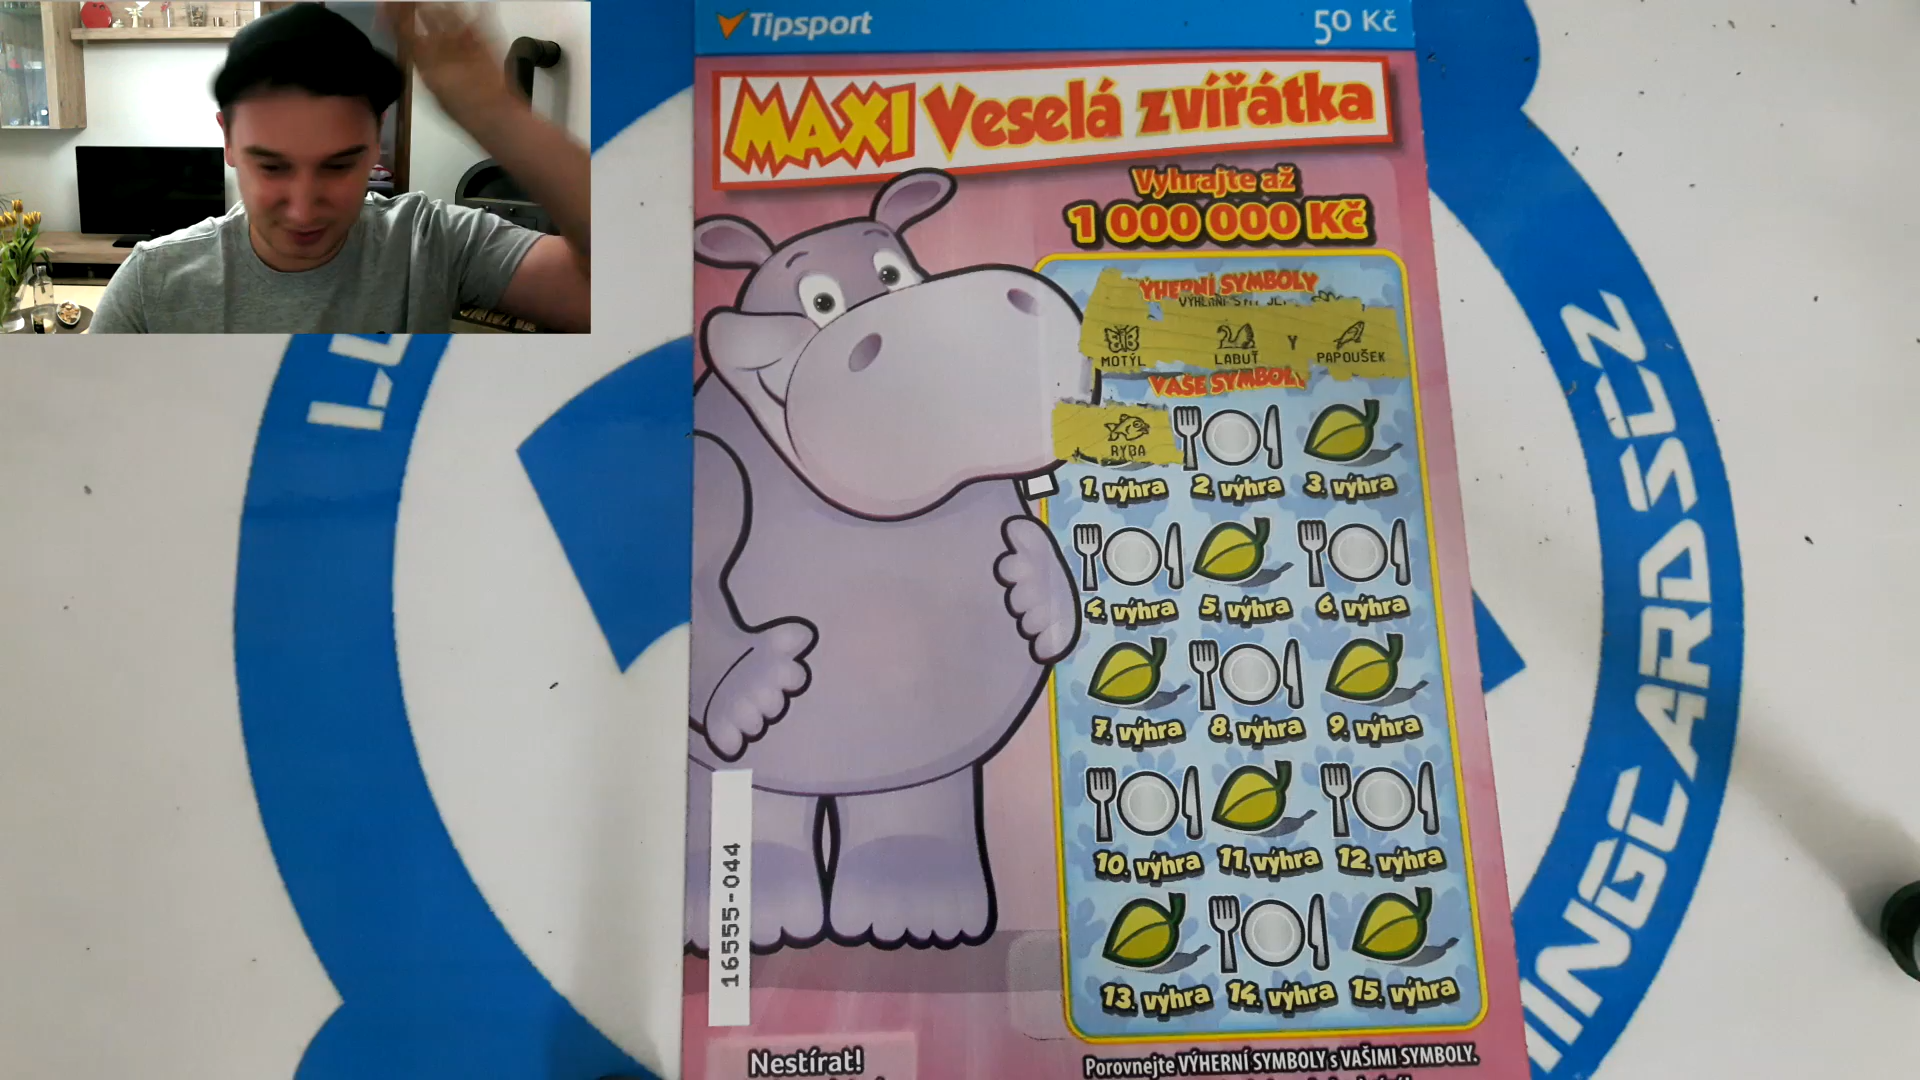 Tipsport
50 Kč
MAXI Veselá zvířátka
Vyhrajte až
1 000 000 Kč
VÝHERNÍ SYMBOLY
MOTÝL LABUŤ Y PAPOUŠEK
VAŠE SYMBOLY
RYBA
1. výhra 2. výhra 3. výhra
4. výhra 5. výhra 6. výhra
7. výhra 8. výhra 9. výhra
10. výhra 11. výhra 12. výhra
13. výhra 14. výhra 15. výhra
16555-044
Nestírat!
Porovnejte VÝHERNÍ SYMBOLY s VAŠIMI SYMBOLY.
INGCARDSCZ